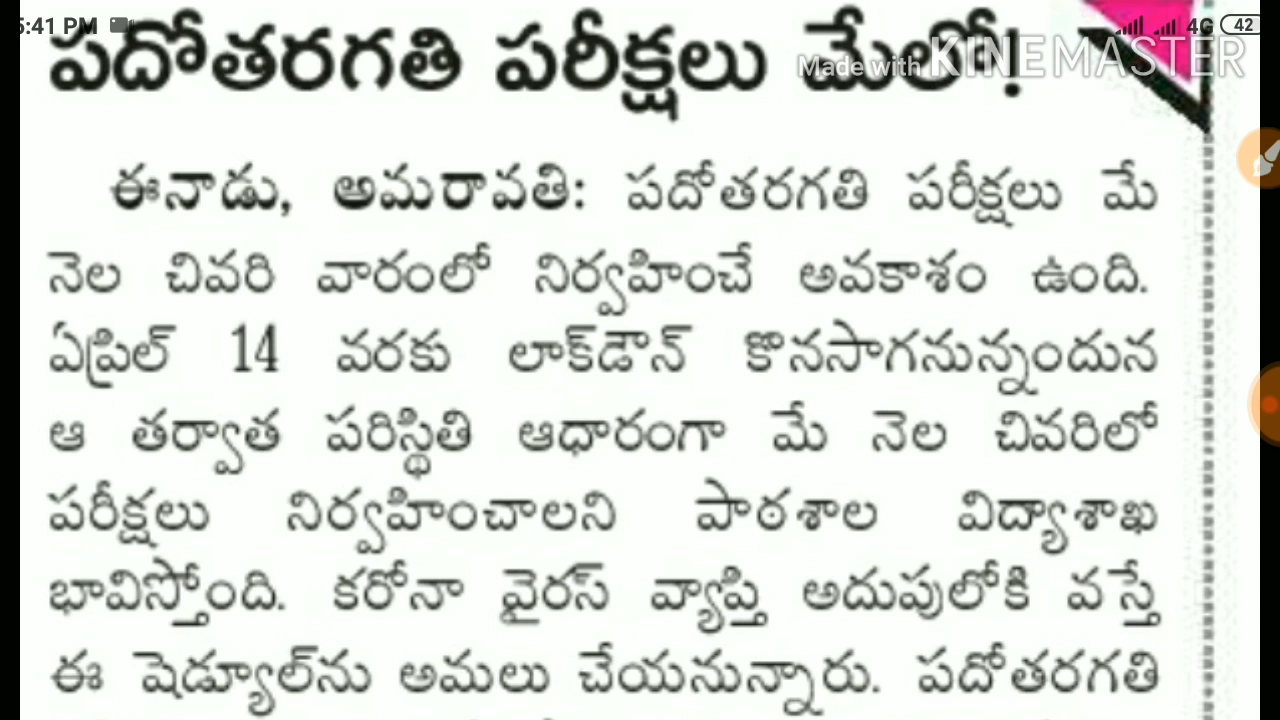 5:41 PM
4G 42
పదోతరగతి పరీక్షలు మేలో!
Made with KINEMASTER
ఈనాడు, అమరావతి: పదోతరగతి పరీక్షలు మే
నెల చివరి వారంలో నిర్వహించే అవకాశం ఉంది.
ఏప్రిల్ 14 వరకు లాక్‌డౌన్ కొనసాగనున్నందున
ఆ తర్వాత పరిస్థితి ఆధారంగా మే నెల చివరిలో
పరీక్షలు నిర్వహించాలని పాఠశాల విద్యాశాఖ
భావిస్తోంది. కరోనా వైరస్ వ్యాప్తి అదుపులోకి వస్తే
ఈ షెడ్యూల్‌ను అమలు చేయనున్నారు. పదోతరగతి